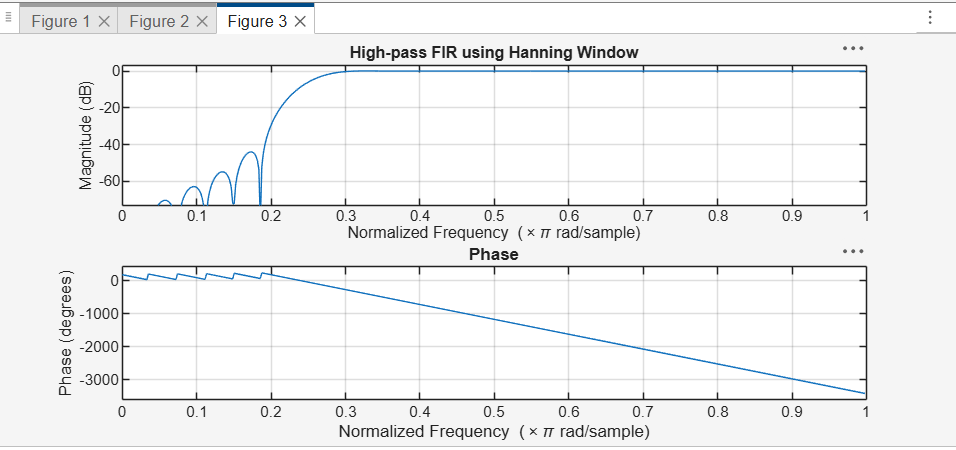 Figure 1 × Figure 2 × Figure 3 ×
High-pass FIR using Hanning Window
Magnitude (dB)
0
-20
-40
-60
0 0.1 0.2 0.3 0.4 0.5 0.6 0.7 0.8 0.9 1
Normalized Frequency (× π rad/sample)
Phase
Phase (degrees)
0
-1000
-2000
-3000
0 0.1 0.2 0.3 0.4 0.5 0.6 0.7 0.8 0.9 1
Normalized Frequency (× π rad/sample)